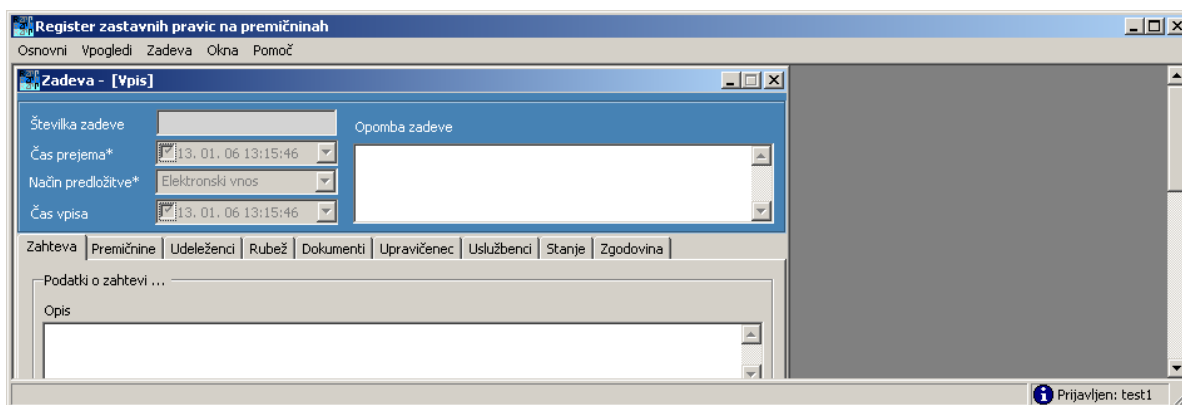 Register zastavnih pravic na premičninah
Osnovni Vpogledi Zadeva Okna Pomoč
Zadeva - [Vpis]
Številka zadeve
Opomba zadeve
Čas prejema* 13. 01. 06 13:15:46
Način predložitve* Elektronski vnos
Čas vpisa 13. 01. 06 13:15:46
Zahteva Premičnine Udeleženci Rubež Dokumenti Upravičenec Uslužbenci Stanje Zgodovina
Podatki o zahtevi ...
Opis
Prijavljen: test1